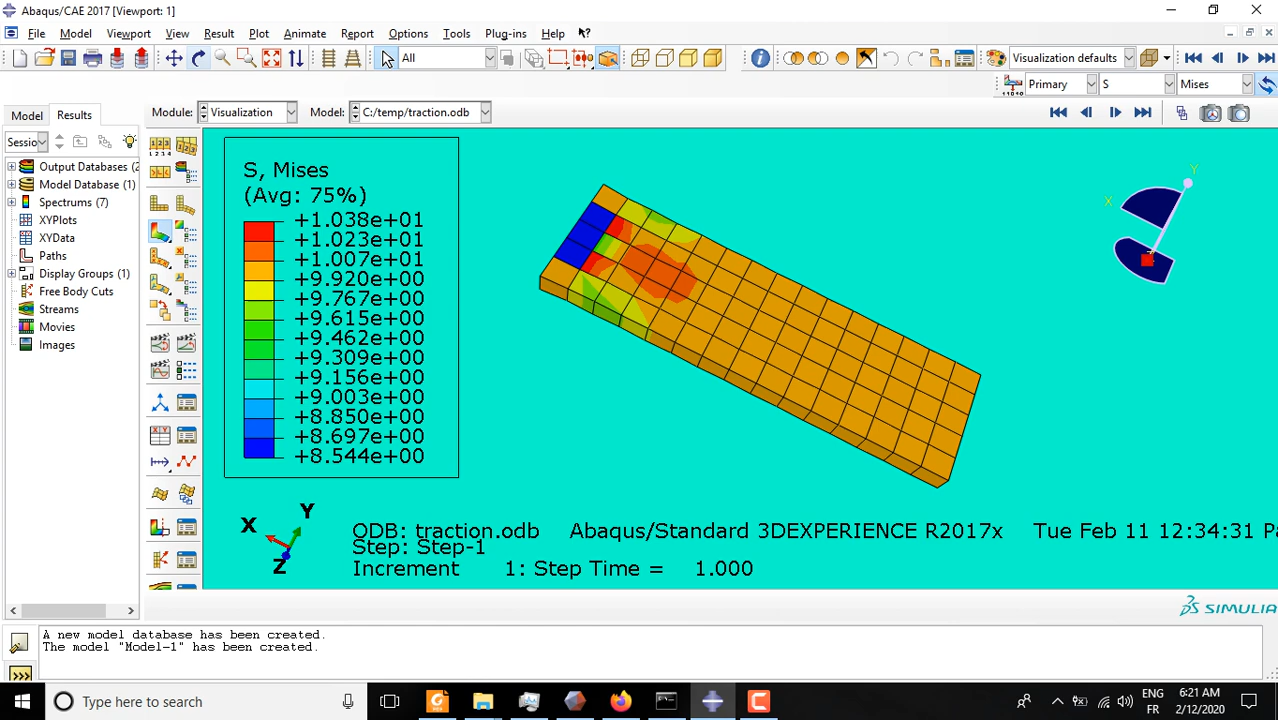 Abaqus/CAE 2017 [Viewport: 1]
File Model Viewport View Result Plot Animate Report Options Tools Plug-ins Help
All
Visualization defaults
Primary S Mises
Model Results
Module: Visualization Model: C:/temp/traction.odb
Sessio
Output Databases (2
Model Database (1)
Spectrums (7)
XYPlots
XYData
Paths
Display Groups (1)
Free Body Cuts
Streams
Movies
Images
S, Mises
(Avg: 75%)
+1.038e+01
+1.023e+01
+1.007e+01
+9.920e+00
+9.767e+00
+9.615e+00
+9.462e+00
+9.309e+00
+9.156e+00
+9.003e+00
+8.850e+00
+8.697e+00
+8.544e+00
Y
X
X Y
Z
ODB: traction.odb Abaqus/Standard 3DEXPERIENCE R2017x Tue Feb 11 12:34:31 Pa
Step: Step-1
Increment 1: Step Time = 1.000
SIMULIA
A new model database has been created.
The model "Model-1" has been created.
>>>
Type here to search
ENG
FR
6:21 AM
2/12/2020